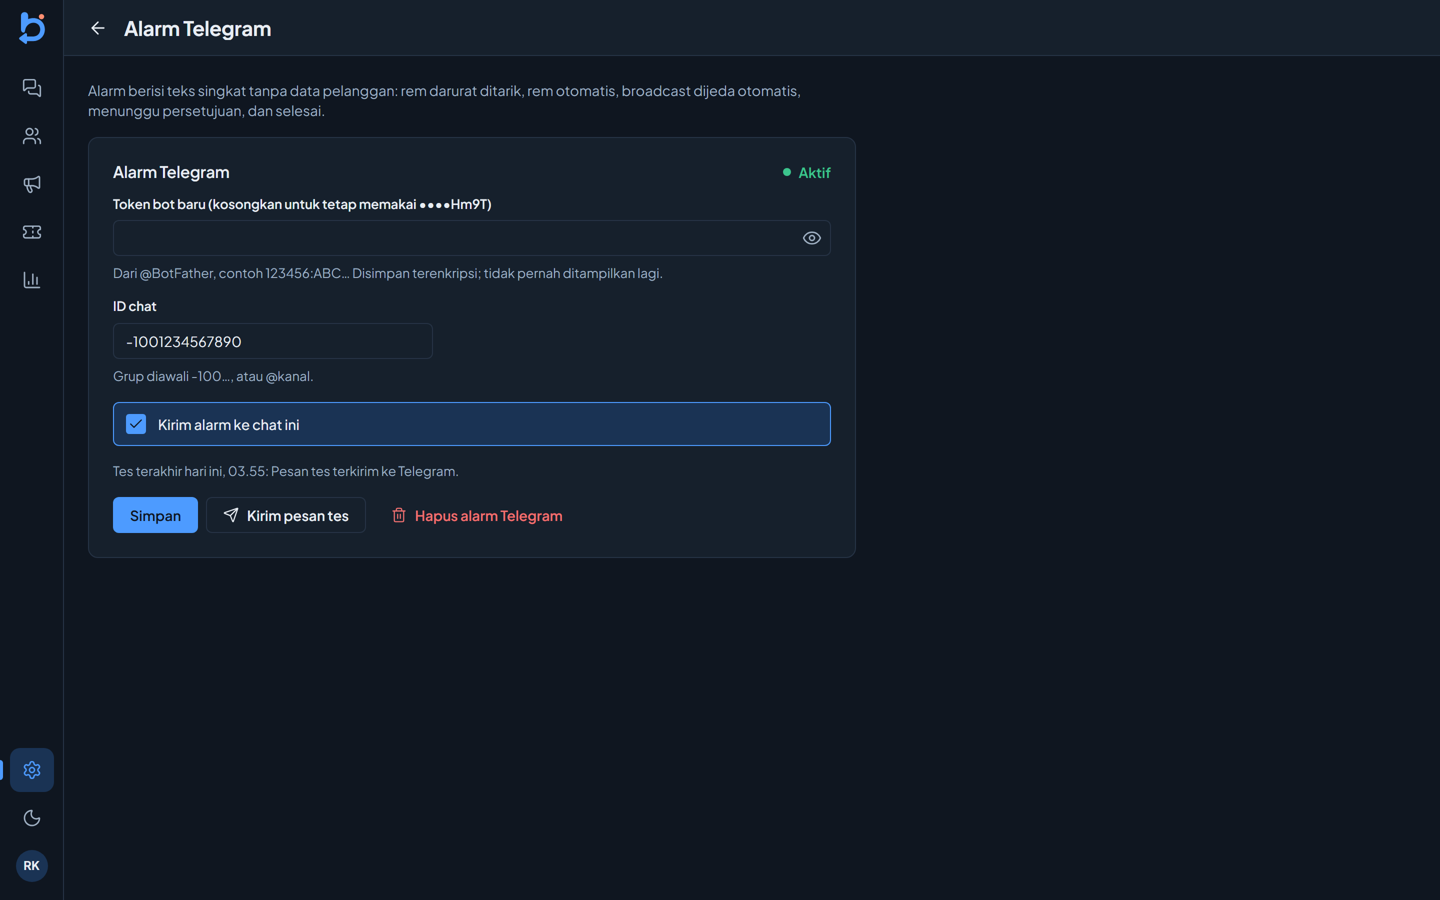 Alarm Telegram
Alarm berisi teks singkat tanpa data pelanggan: rem darurat ditarik, rem otomatis, broadcast dijeda otomatis,
menunggu persetujuan, dan selesai.
Alarm Telegram
Aktif
Token bot baru (kosongkan untuk tetap memakai ••••Hm9T)
Dari @BotFather, contoh 123456:ABC… Disimpan terenkripsi; tidak pernah ditampilkan lagi.
ID chat
-1001234567890
Grup diawali -100…, atau @kanal.
Kirim alarm ke chat ini
Tes terakhir hari ini, 03.55: Pesan tes terkirim ke Telegram.
Simpan
Kirim pesan tes
Hapus alarm Telegram
RK